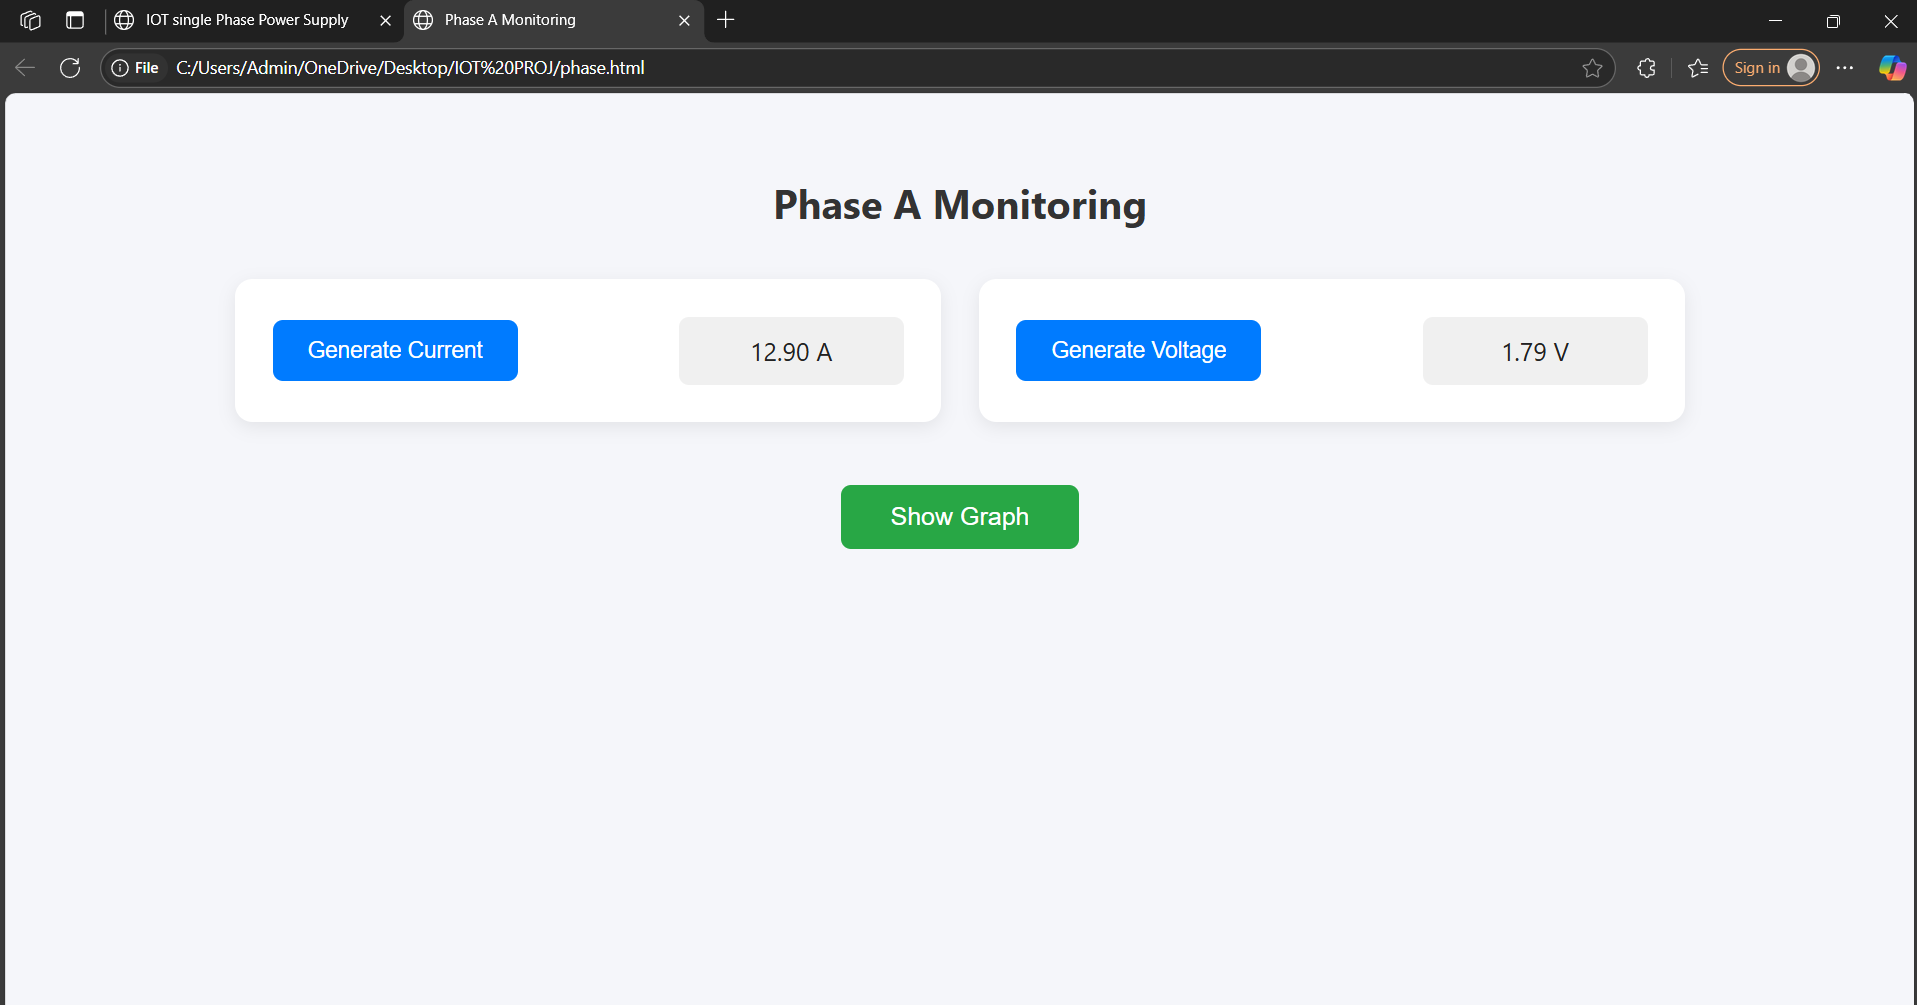 IOT single Phase Power Supply
Phase A Monitoring
File
C:/Users/Admin/OneDrive/Desktop/IOT%20PROJ/phase.html
Sign in
Phase A Monitoring
Generate Current
12.90 A
Generate Voltage
1.79 V
Show Graph